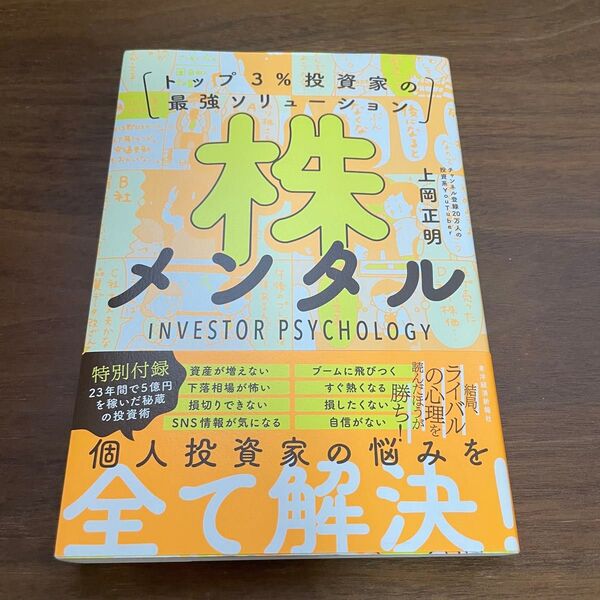 トップ3%投資家の
最強ソリューション
株
メンタル
チャンネル登録20万人の
投資系YouTuber
上岡正明
INVESTOR PSYCHOLOGY
特別付録
23年間で5億円
を稼いだ秘蔵
の投資術
資産が増えない
下落相場が怖い
損切りできない
SNS情報が気になる
ブームに飛びつく
すぐ熱くなる
損したくない
自信がない
結局、
ライバル
の心理を
読んだほうが
勝ち!
東洋経済新報社
個人投資家の悩みを
全て解決!
B社